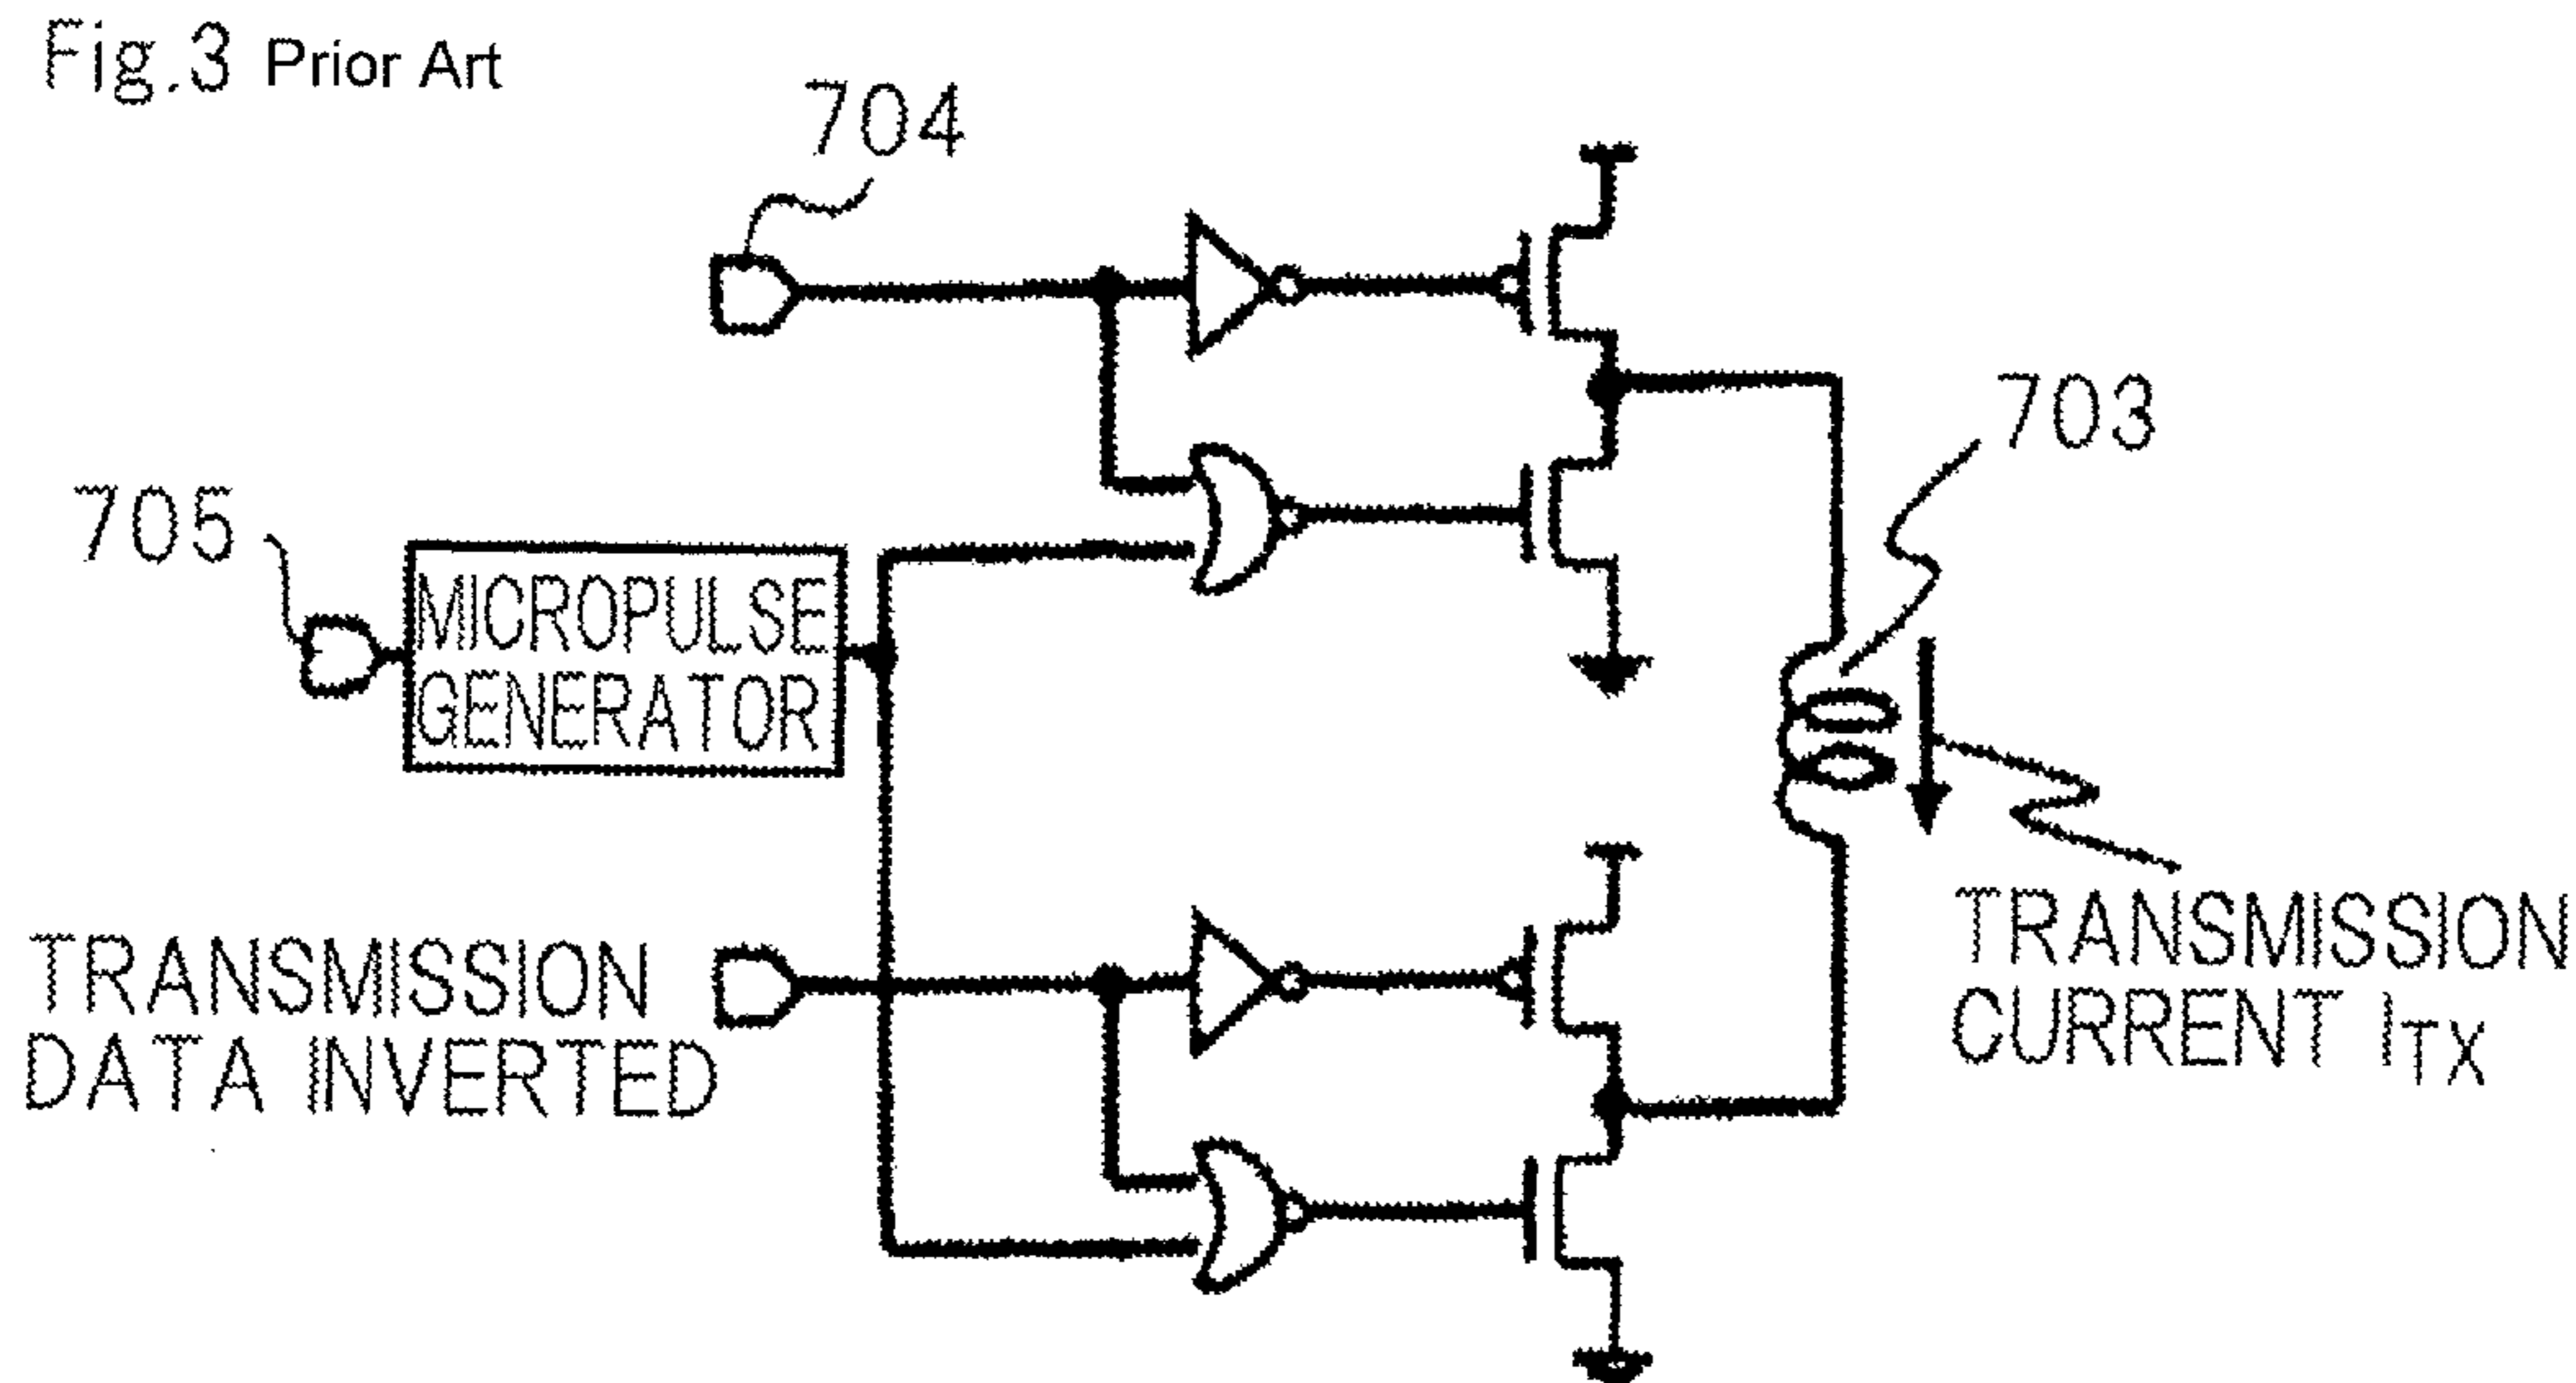 Fig.3 Prior Art
704
703
705
MICROPULSE
GENERATOR
TRANSMISSION
DATA INVERTED
TRANSMISSION
CURRENT ITX